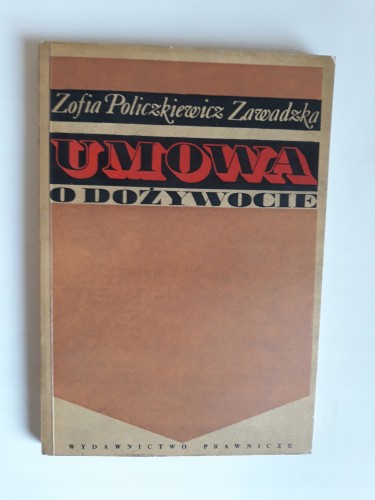 Zofia Policzkiewicz Zawadzka
UMOWA
O DOŻYWOCIE
WYDAWNICTWO PRAWNICZE